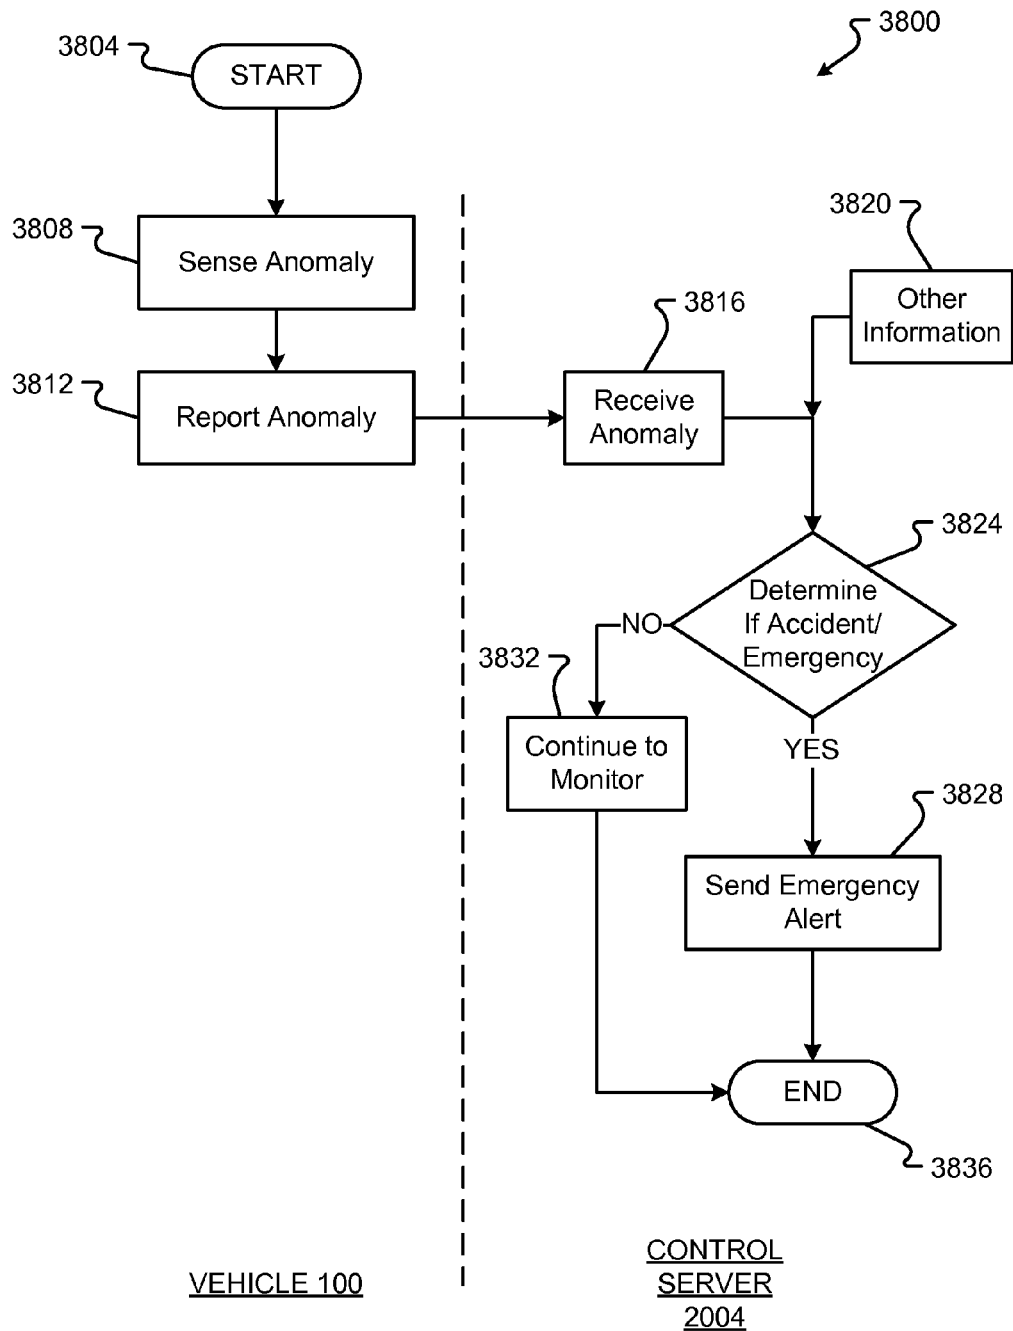 3800
3804
START
3808
Sense Anomaly
3812
Report Anomaly
3816
Receive
Anomaly
3820
Other
Information
3824
Determine
If Accident/
Emergency
NO
YES
3832
Continue to
Monitor
3828
Send Emergency
Alert
END
3836
VEHICLE 100
CONTROL
SERVER
2004